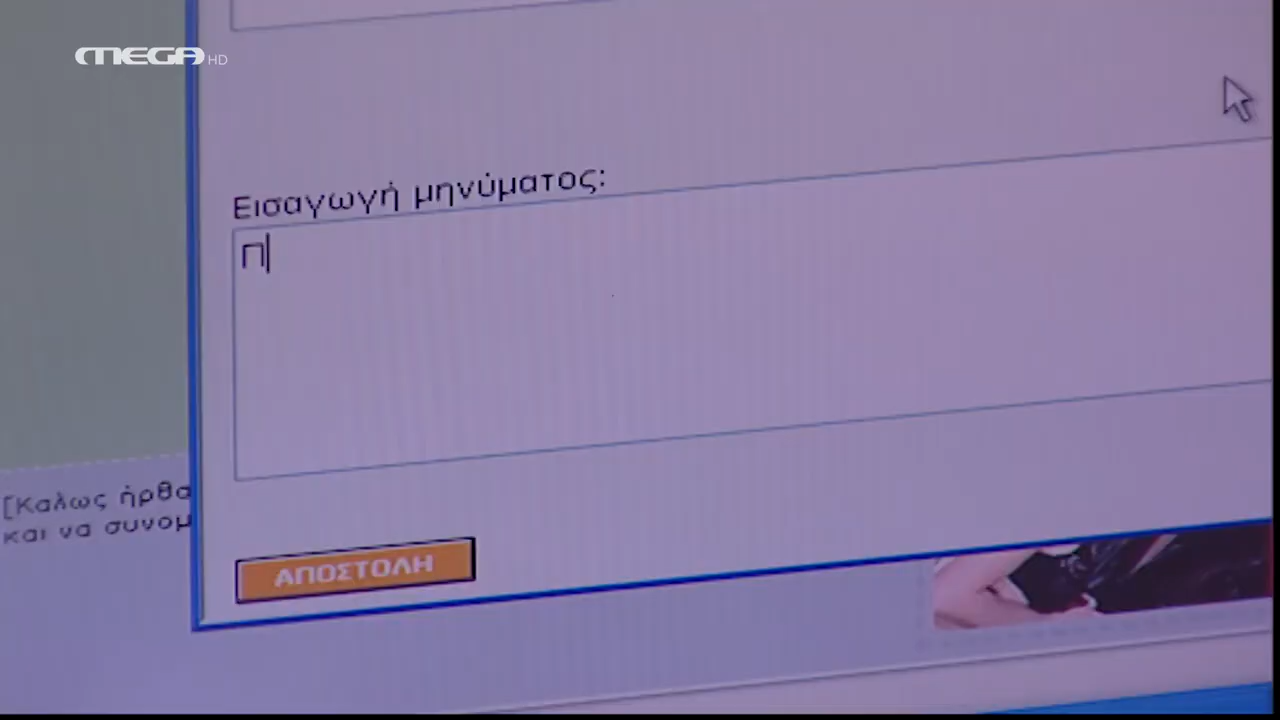 MEGA HD
Εισαγωγή μηνύματος:
Π
[Καλως ήρθα
και να συνομ
ΑΠΟΣΤΟΛΗ